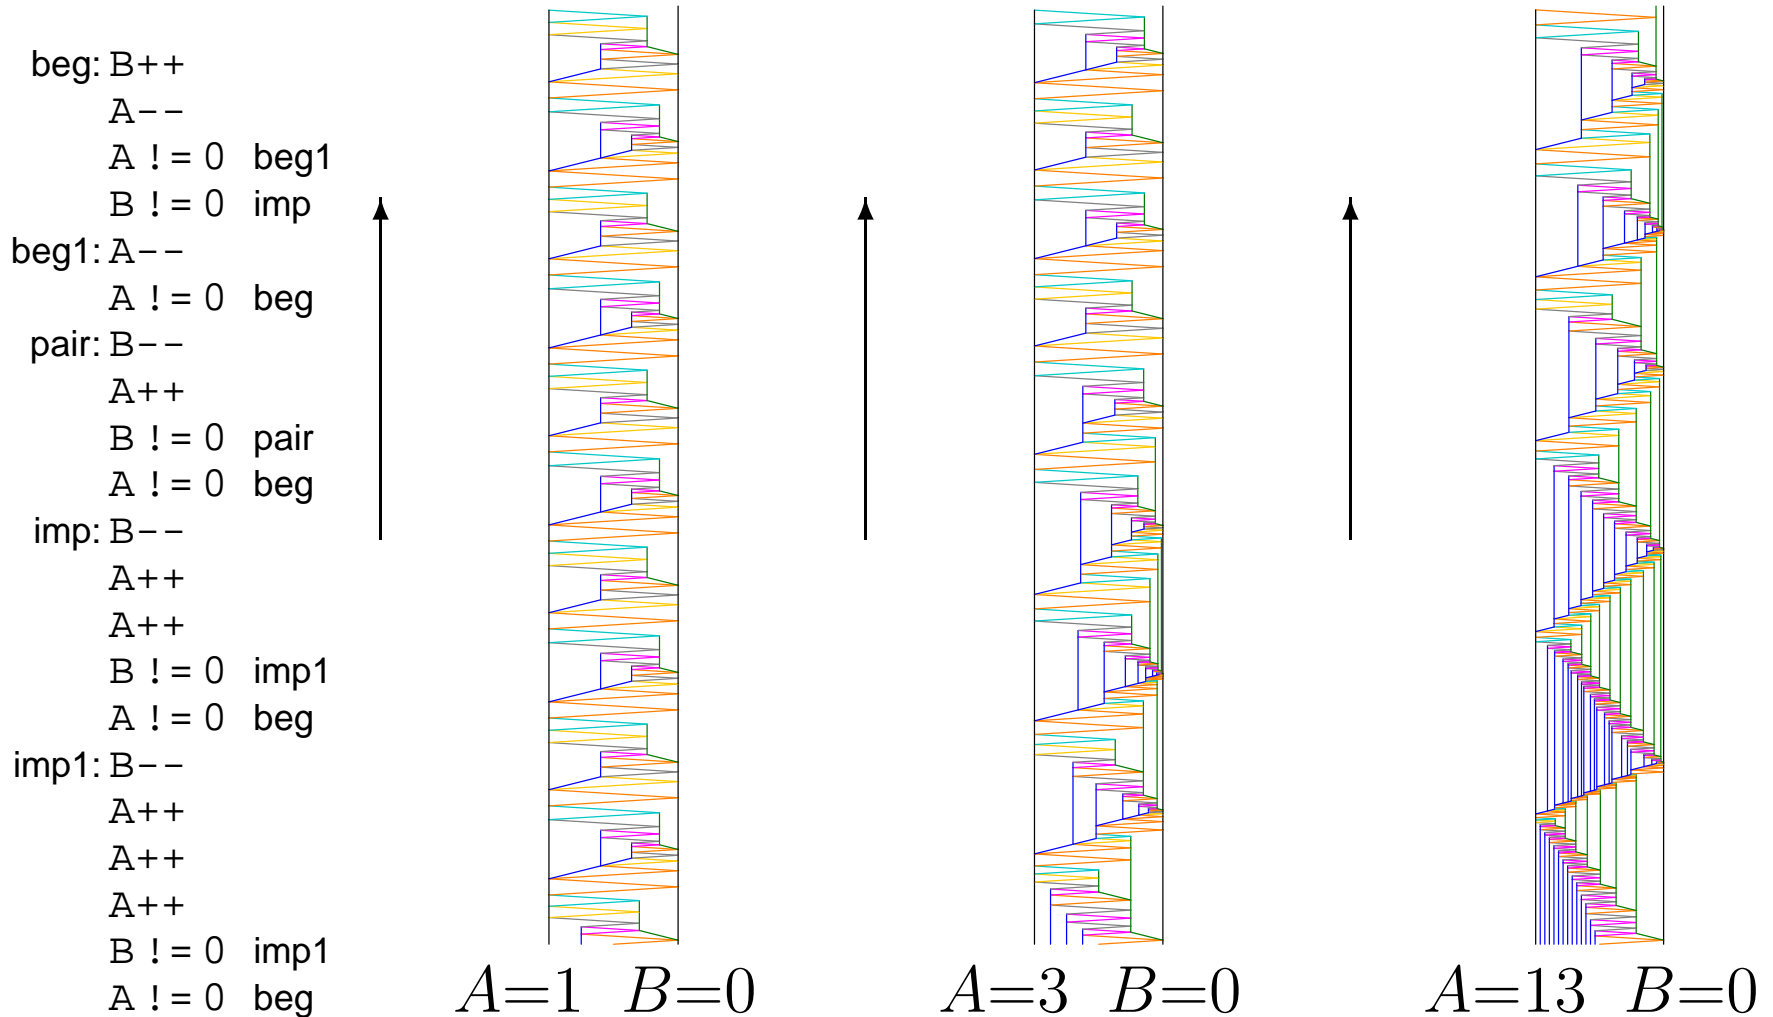 beg: B++
A--
A != 0 beg1
B != 0 imp
beg1: A--
A != 0 beg
pair: B--
A++
B != 0 pair
A != 0 beg
imp: B--
A++
A++
B != 0 imp1
A != 0 beg
imp1: B--
A++
A++
A++
B != 0 imp1
A != 0 beg
A=1 B=0
A=3 B=0
A=13 B=0